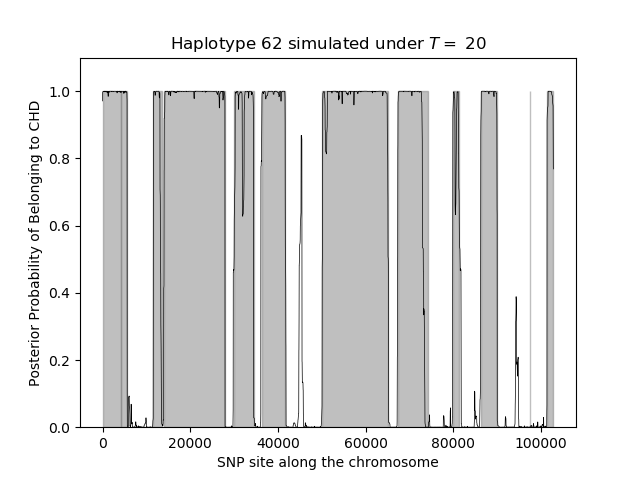 Haplotype 62 simulated under T = 20
Posterior Probability of Belonging to CHD
1.0
0.8
0.6
0.4
0.2
0.0
0 20000 40000 60000 80000 100000
SNP site along the chromosome